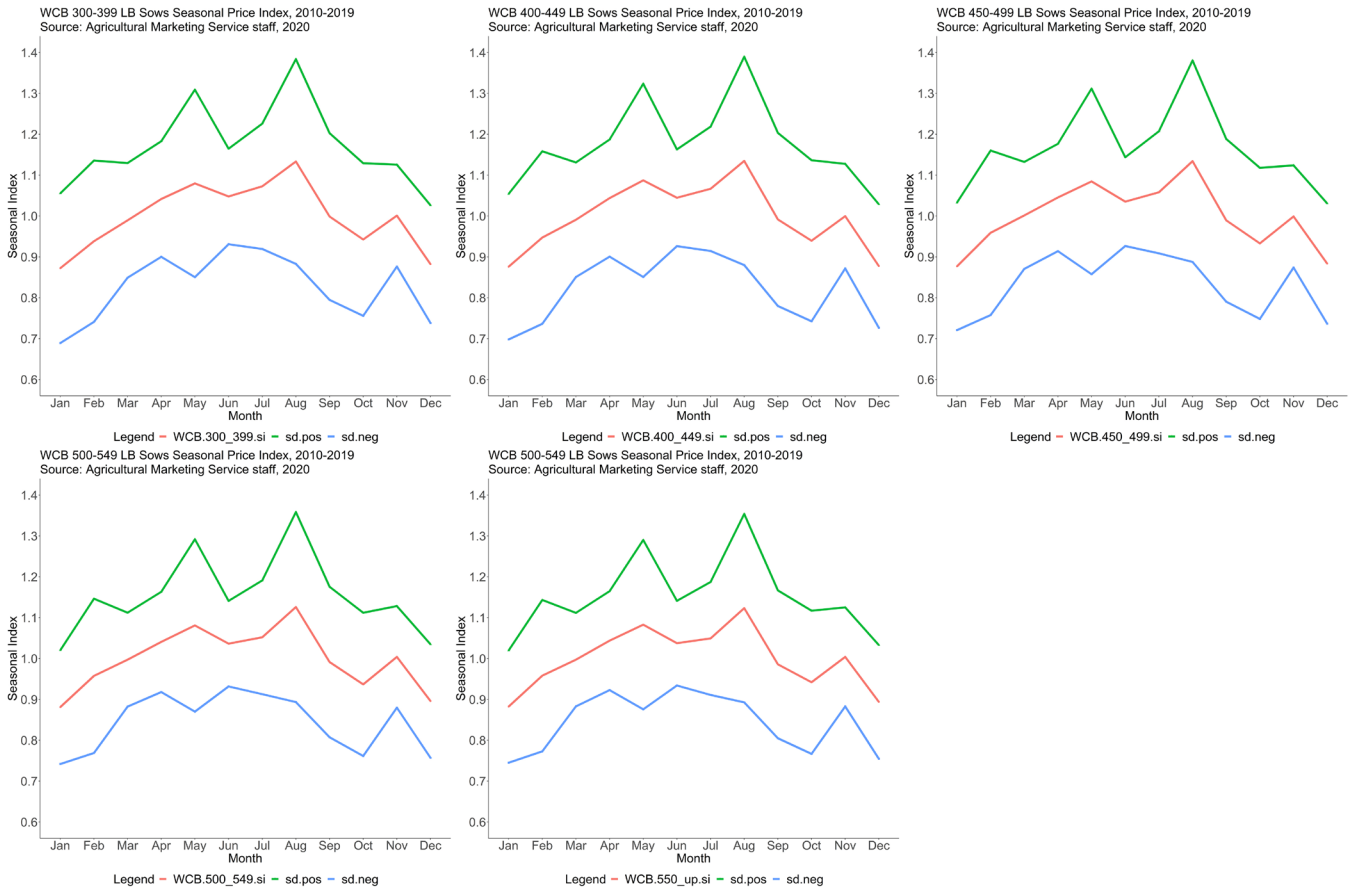 WCB 300-399 LB Sows Seasonal Price Index, 2010-2019
Source: Agricultural Marketing Service staff, 2020
1.4
1.3
1.2
1.1
1.0
0.9
0.8
0.7
0.6
Seasonal Index
Jan Feb Mar Apr May Jun Jul Aug Sep Oct Nov Dec
Month
Legend WCB.300_399.si sd.pos sd.neg
WCB 400-449 LB Sows Seasonal Price Index, 2010-2019
Source: Agricultural Marketing Service staff, 2020
1.4
1.3
1.2
1.1
1.0
0.9
0.8
0.7
0.6
Seasonal Index
Jan Feb Mar Apr May Jun Jul Aug Sep Oct Nov Dec
Month
Legend WCB.400_449.si sd.pos sd.neg
WCB 450-499 LB Sows Seasonal Price Index, 2010-2019
Source: Agricultural Marketing Service staff, 2020
1.4
1.3
1.2
1.1
1.0
0.9
0.8
0.7
0.6
Seasonal Index
Jan Feb Mar Apr May Jun Jul Aug Sep Oct Nov Dec
Month
Legend WCB.450_499.si sd.pos sd.neg
WCB 500-549 LB Sows Seasonal Price Index, 2010-2019
Source: Agricultural Marketing Service staff, 2020
1.4
1.3
1.2
1.1
1.0
0.9
0.8
0.7
0.6
Seasonal Index
Jan Feb Mar Apr May Jun Jul Aug Sep Oct Nov Dec
Month
Legend WCB.500_549.si sd.pos sd.neg
WCB 500-549 LB Sows Seasonal Price Index, 2010-2019
Source: Agricultural Marketing Service staff, 2020
1.4
1.3
1.2
1.1
1.0
0.9
0.8
0.7
0.6
Seasonal Index
Jan Feb Mar Apr May Jun Jul Aug Sep Oct Nov Dec
Month
Legend WCB.550_up.si sd.pos sd.neg